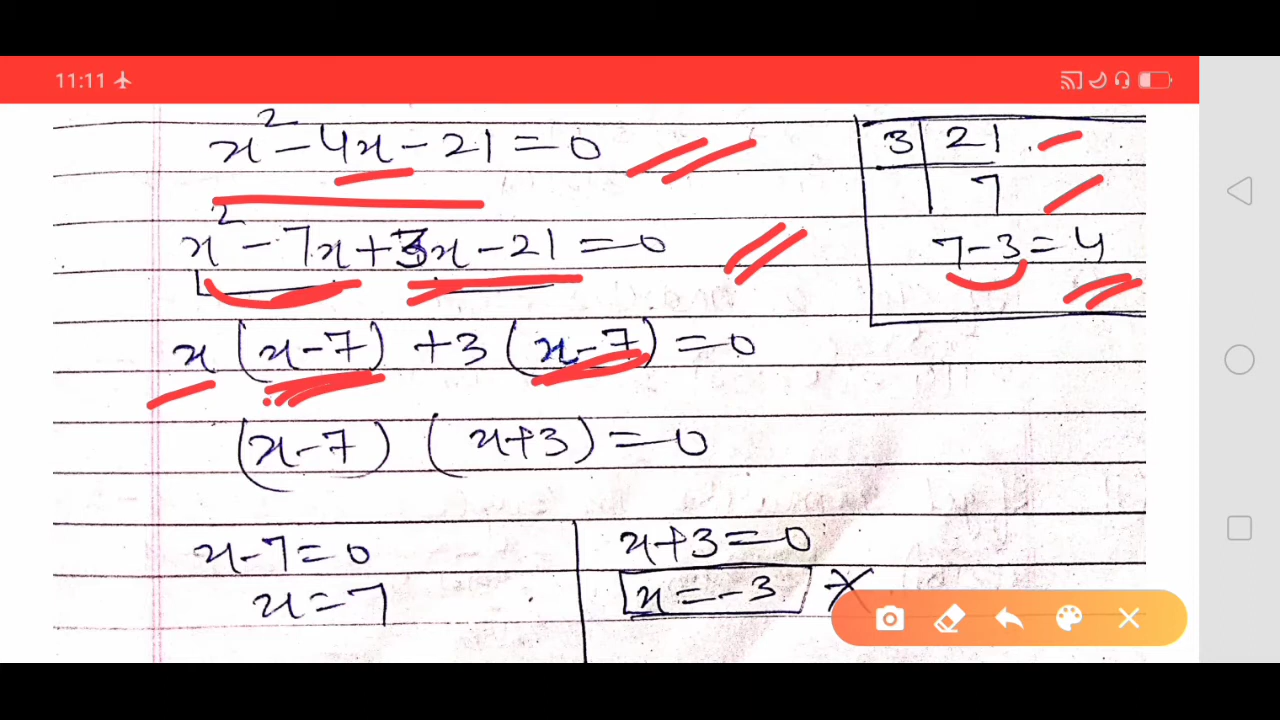 11:11
x² - 4x - 21 = 0
3 | 21
7
7 - 3 = 4
x² - 7x + 3x - 21 = 0
x (x - 7) + 3 (x - 7) = 0
(x - 7) (x + 3) = 0
x - 7 = 0
x = 7
x + 3 = 0
x = -3 ×